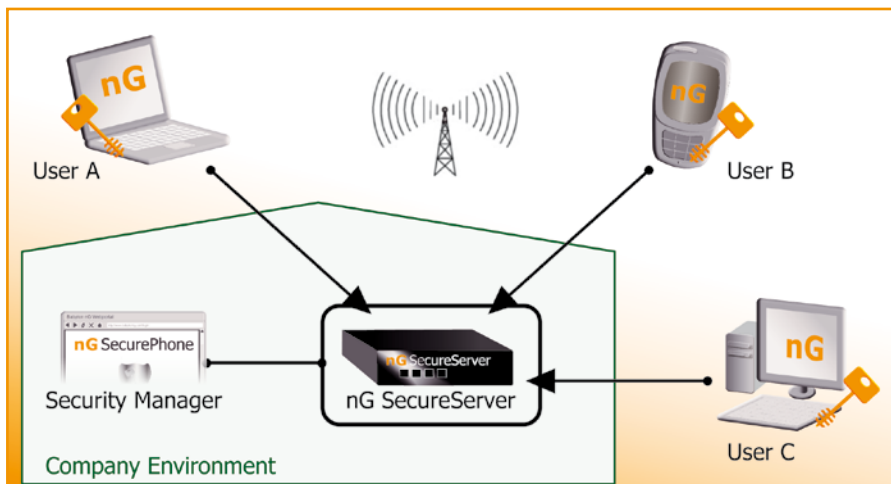 nG
User A
nG
User B
nG SecurePhone
Security Manager
nG SecureServer
nG SecureServer
nG
User C
Company Environment